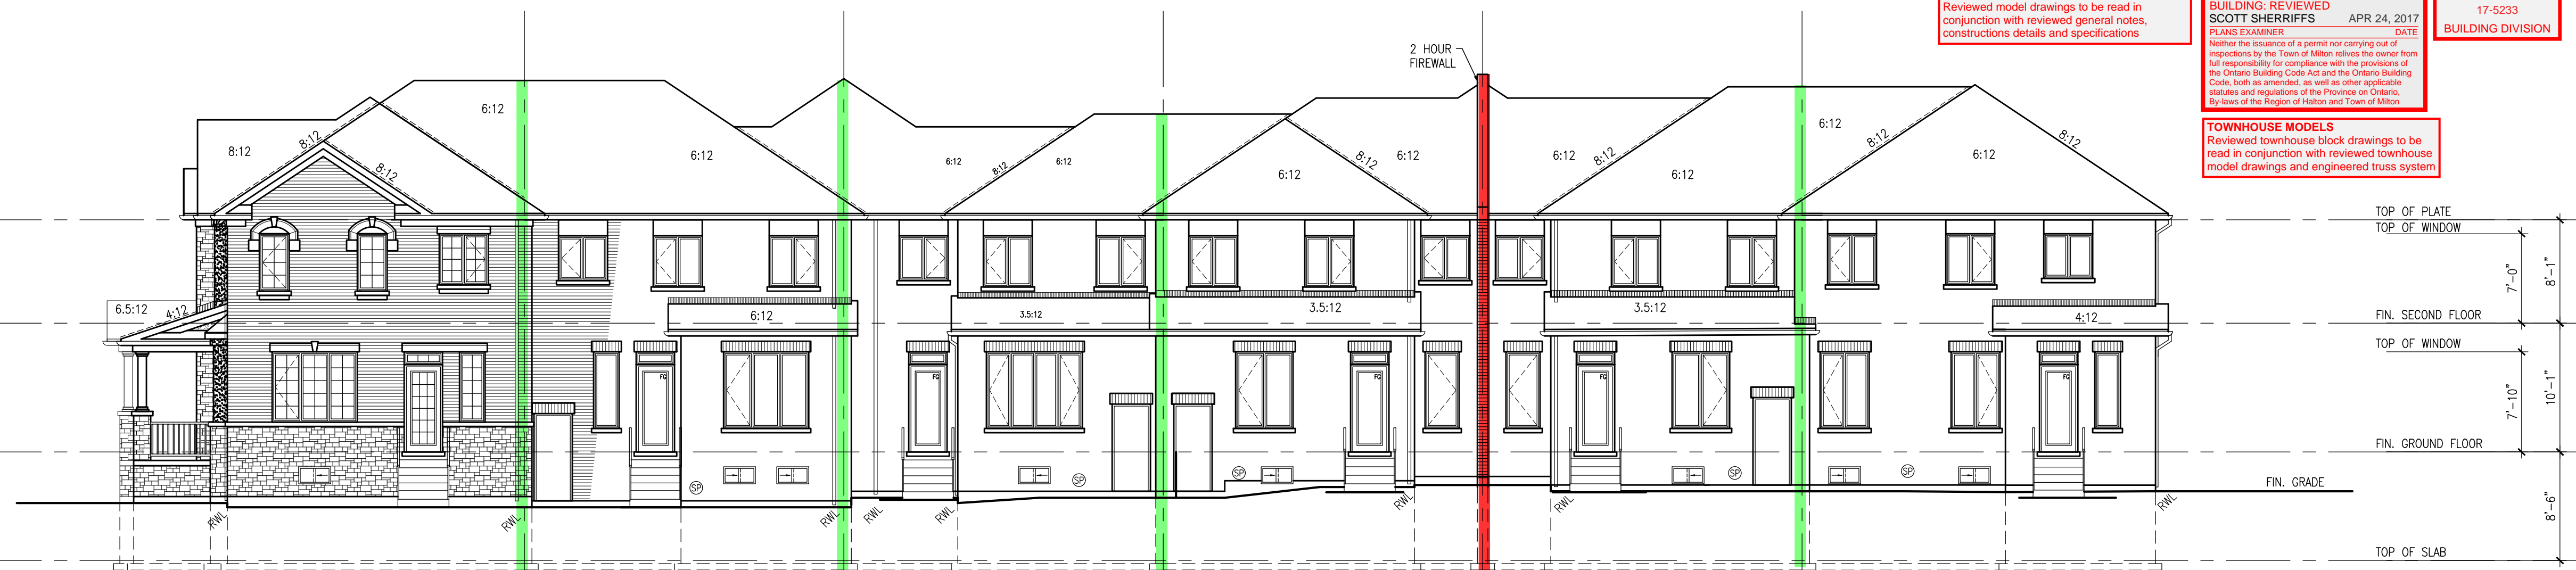 Reviewed model drawings to be read in
conjunction with reviewed general notes,
constructions details and specifications
BUILDING: REVIEWED
SCOTT SHERRIFFS APR 24, 2017
PLANS EXAMINER DATE
Neither the issuance of a permit nor carrying out of
inspections by the Town of Milton relives the owner from
full responsibility for compliance with the provisions of
the Ontario Building Code Act and the Ontario Building
Code, both as amended, as well as other applicable
statutes and regulations of the Province on Ontario,
By-laws of the Region of Halton and Town of Milton
17-5233
BUILDING DIVISION
TOWNHOUSE MODELS
Reviewed townhouse block drawings to be
read in conjunction with reviewed townhouse
model drawings and engineered truss system
2 HOUR
FIREWALL
8:12
8:12
8:12
6:12
6:12
6:12
8:12
6:12
6:12
8:12
6:12
6:12
8:12
6:12
6:12
8:12
6:12
8:12
6.5:12
4:12
6:12
3.5:12
3.5:12
3.5:12
4:12
FG
FG
FG
FG
FG
SP
SP
SP
SP
SP
RWL
RWL
RWL
RWL
RWL
RWL
RWL
RWL
TOP OF PLATE
TOP OF WINDOW
7'-0"
8'-1"
FIN. SECOND FLOOR
TOP OF WINDOW
7'-10"
10'-1"
FIN. GROUND FLOOR
FIN. GRADE
8'-6"
TOP OF SLAB